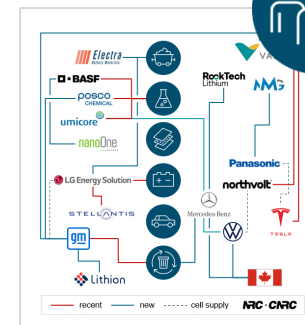 Electra
Battery Materials
VA
BASF
RockTech
Lithium
NMG
posco
CHEMICAL
umicore
nanoOne
Panasonic
LG Energy Solution
northvolt
STELLANTIS
Mercedes-Benz
TESLA
gm
Lithion
recent
new
cell supply
NRC·CNRC